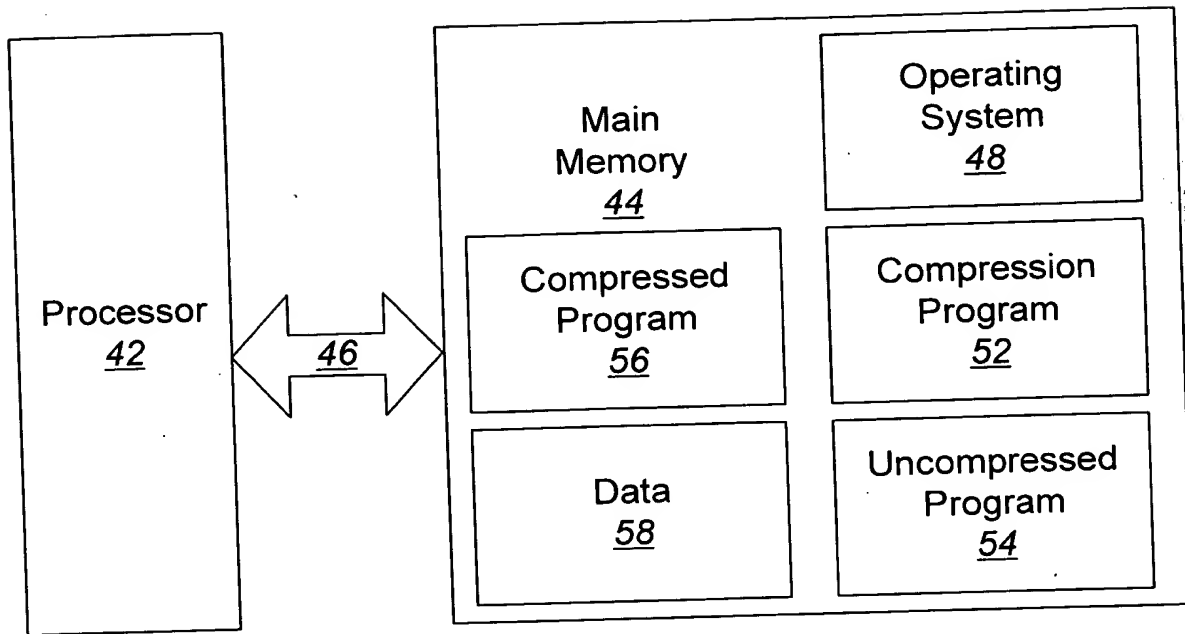 Processor
42
46
Main
Memory
44
Operating
System
48
Compressed
Program
56
Compression
Program
52
Data
58
Uncompressed
Program
54